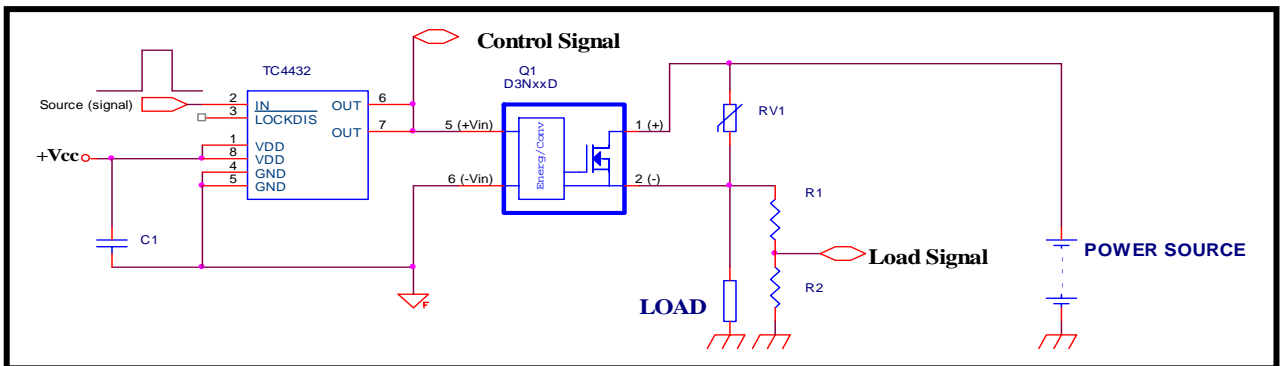 Control Signal
TC4432
Q1
D3NxxD
Source (signal)
2 IN OUT 6
3 LOCKDIS
OUT 7
1 VDD
8 VDD
4 GND
5 GND
+Vcc
C1
F
5 (+Vin)
6 (-Vin)
Energ/Conv
1 (+)
2 (-)
RV1
R1
Load Signal
R2
LOAD
POWER SOURCE